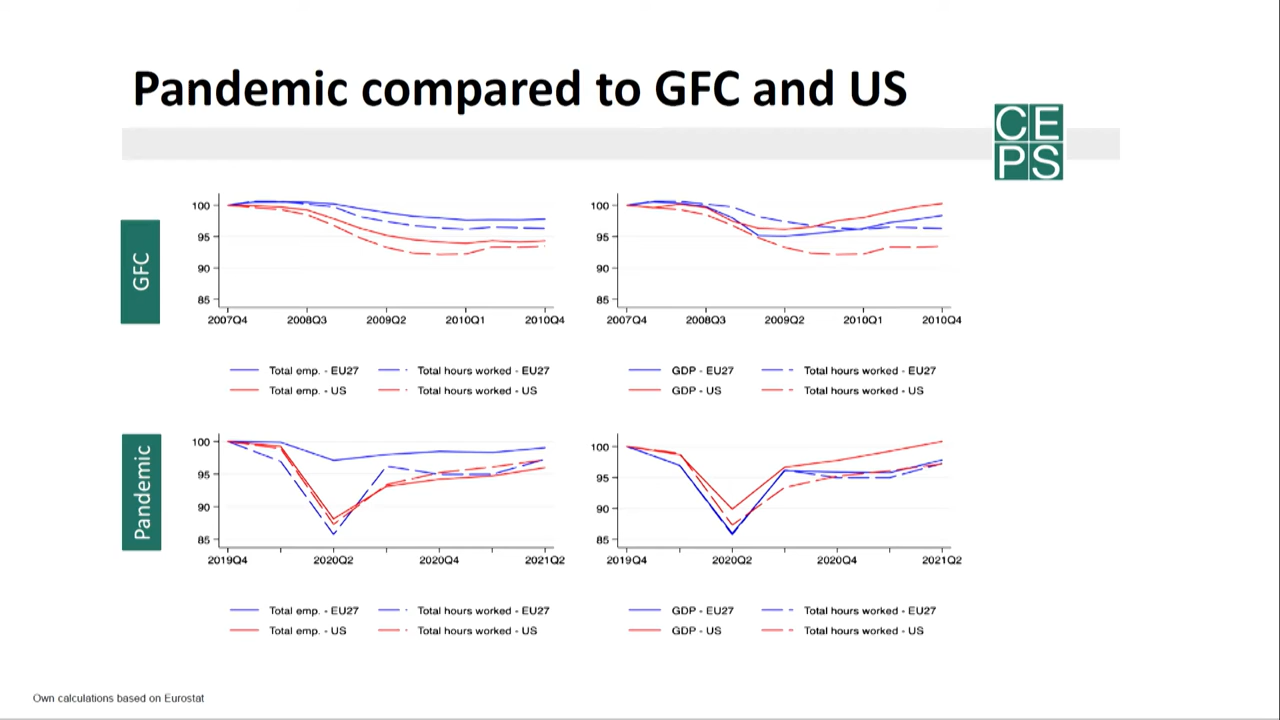 Pandemic compared to GFC and US
CE
PS
GFC
100
95
90
85
2007Q4 2008Q3 2009Q2 2010Q1 2010Q4
Total emp. - EU27 Total hours worked - EU27
Total emp. - US Total hours worked - US
100
95
90
85
2007Q4 2008Q3 2009Q2 2010Q1 2010Q4
GDP - EU27 Total hours worked - EU27
GDP - US Total hours worked - US
Pandemic
100
95
90
85
2019Q4 2020Q2 2020Q4 2021Q2
Total emp. - EU27 Total hours worked - EU27
Total emp. - US Total hours worked - US
100
95
90
85
2019Q4 2020Q2 2020Q4 2021Q2
GDP - EU27 Total hours worked - EU27
GDP - US Total hours worked - US
Own calculations based on Eurostat